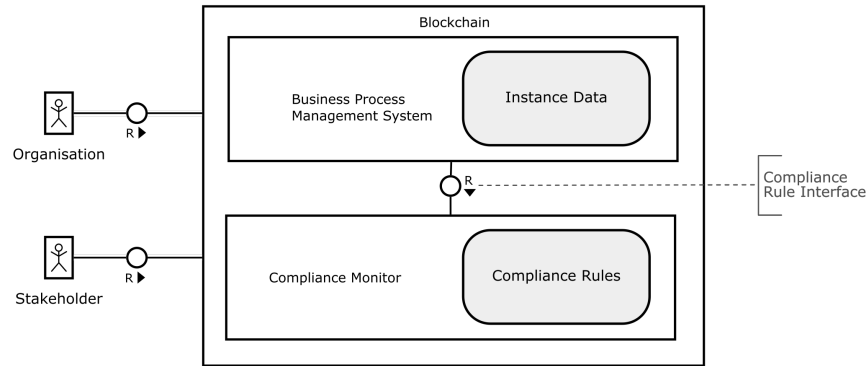 Blockchain
Business Process
Management System
Instance Data
R
Organisation
R
Compliance
Rule Interface
Compliance Monitor
Compliance Rules
R
Stakeholder